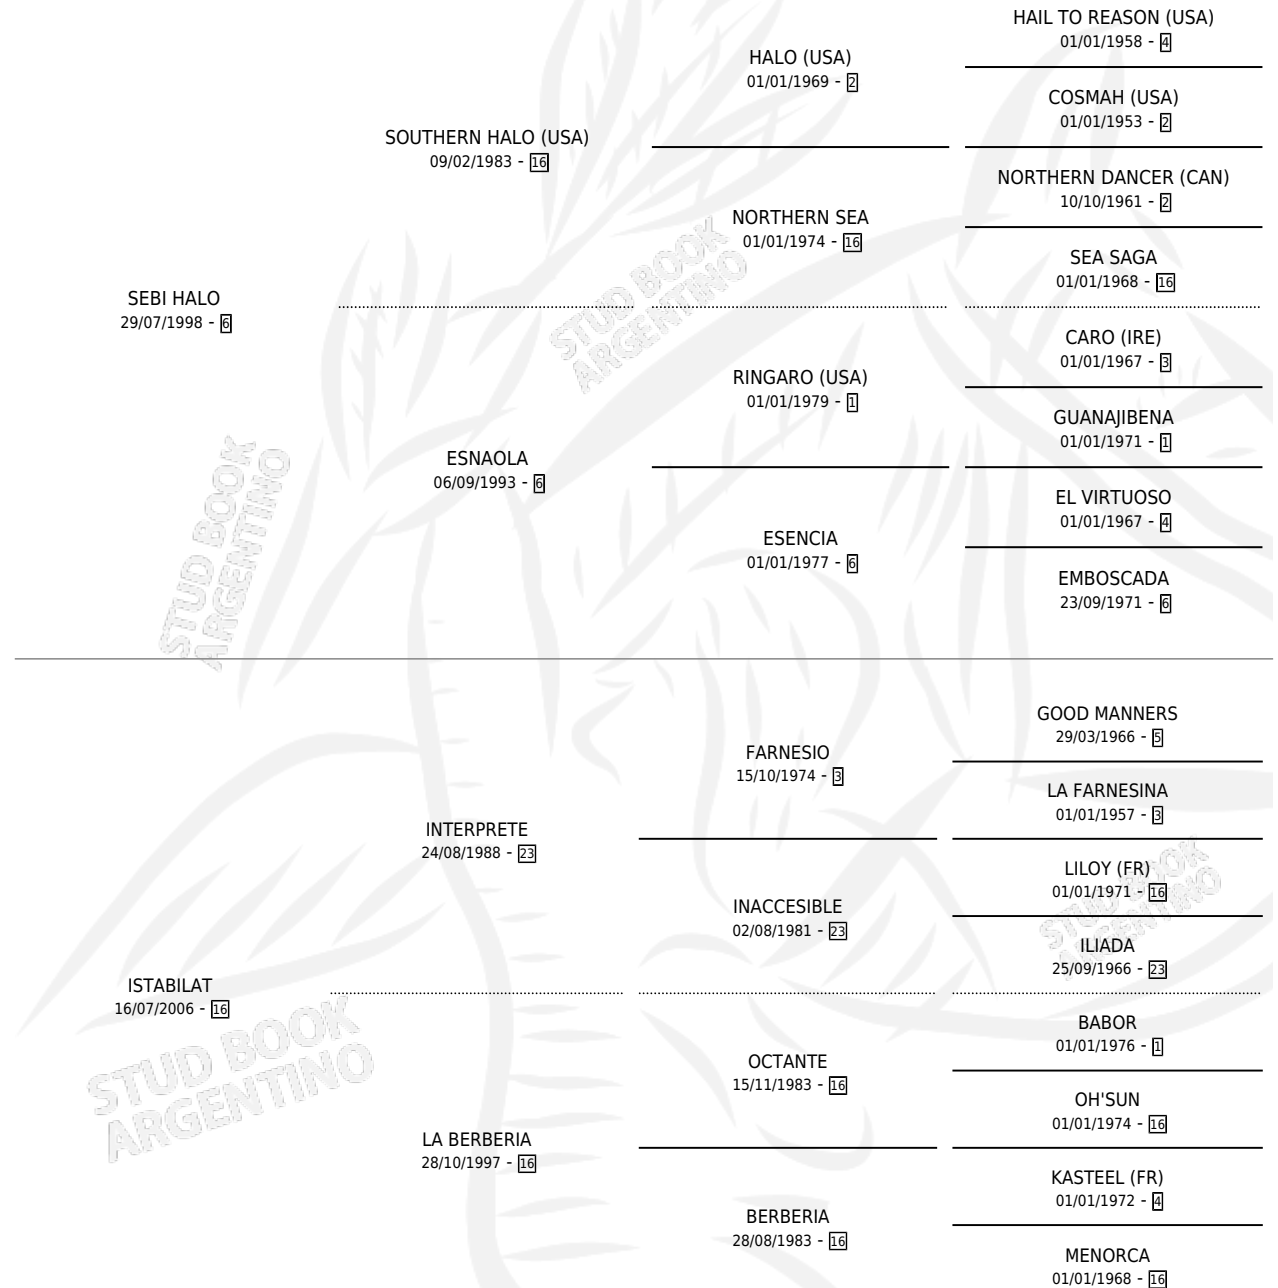 HAIL TO REASON (USA)
01/01/1958 - 4
HALO (USA)
01/01/1969 - 2
COSMAH (USA)
01/01/1953 - 2
SOUTHERN HALO (USA)
09/02/1983 - 16
NORTHERN DANCER (CAN)
10/10/1961 - 2
NORTHERN SEA
01/01/1974 - 16
SEA SAGA
01/01/1968 - 16
SEBI HALO
29/07/1998 - 6
STUD BOOK
ARGENTINO
CARO (IRE)
01/01/1967 - 3
RINGARO (USA)
01/01/1979 - 1
GUANAJIBENA
01/01/1971 - 1
ESNAOLA
06/09/1993 - 6
EL VIRTUOSO
01/01/1967 - 4
ESENCIA
01/01/1977 - 6
EMBOSCADA
23/09/1971 - 6
STUD BOOK
ARGENTINO
GOOD MANNERS
29/03/1966 - 5
FARNESIO
15/10/1974 - 3
LA FARNESINA
01/01/1957 - 3
INTERPRETE
24/08/1988 - 23
LILOY (FR)
01/01/1971 - 16
INACCESIBLE
02/08/1981 - 23
ILIADA
25/09/1966 - 23
STUD BOOK
ARGENTINO
ISTABILAT
16/07/2006 - 16
BABOR
01/01/1976 - 1
OCTANTE
15/11/1983 - 16
OH'SUN
01/01/1974 - 16
STUD BOOK
ARGENTINO
LA BERBERIA
28/10/1997 - 16
KASTEEL (FR)
01/01/1972 - 4
BERBERIA
28/08/1983 - 16
MENORCA
01/01/1968 - 16